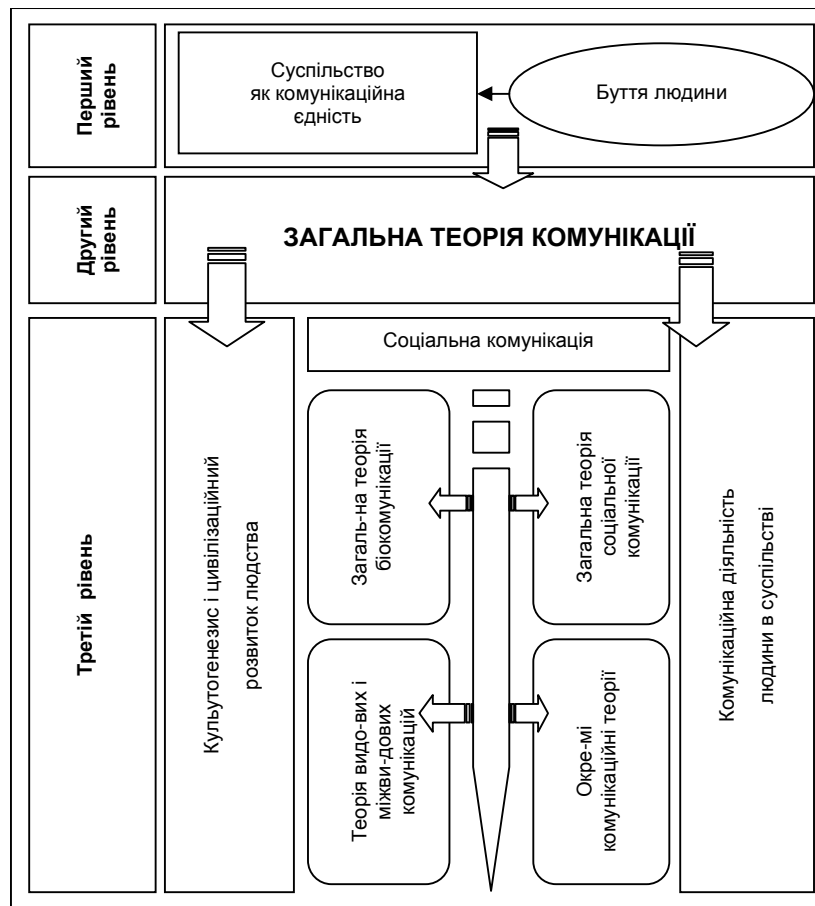 Перший
рівень
Суспільство
як комунікаційна
єдність
Буття людини
Другий
рівень
ЗАГАЛЬНА ТЕОРІЯ КОМУНІКАЦІЇ
Третій рівень
Кульутогенезис і цивілізаційний
розвиток людства
Соціальна комунікація
Загаль-на теорія
біокомунікації
Загальна теорія
соціальної
комунікації
Теорія видо-вих і
міжви-дових
комунікацій
Окре-мі
комунікаційні теорії
Комунікаційна діяльність
людини в суспільстві